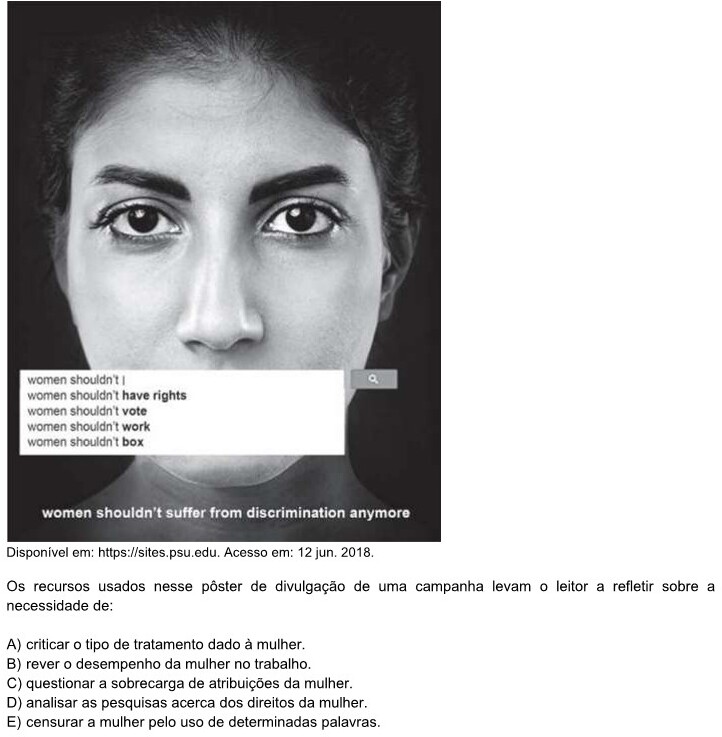 women shouldn't |
women shouldn't have rights
women shouldn't vote
women shouldn't work
women shouldn't box
women shouldn't suffer from discrimination anymore
Disponível em: https://sites.psu.edu. Acesso em: 12 jun. 2018.
Os recursos usados nesse pôster de divulgação de uma campanha levam o leitor a refletir sobre a
necessidade de:
A) criticar o tipo de tratamento dado à mulher.
B) rever o desempenho da mulher no trabalho.
C) questionar a sobrecarga de atribuições da mulher.
D) analisar as pesquisas acerca dos direitos da mulher.
E) censurar a mulher pelo uso de determinadas palavras.